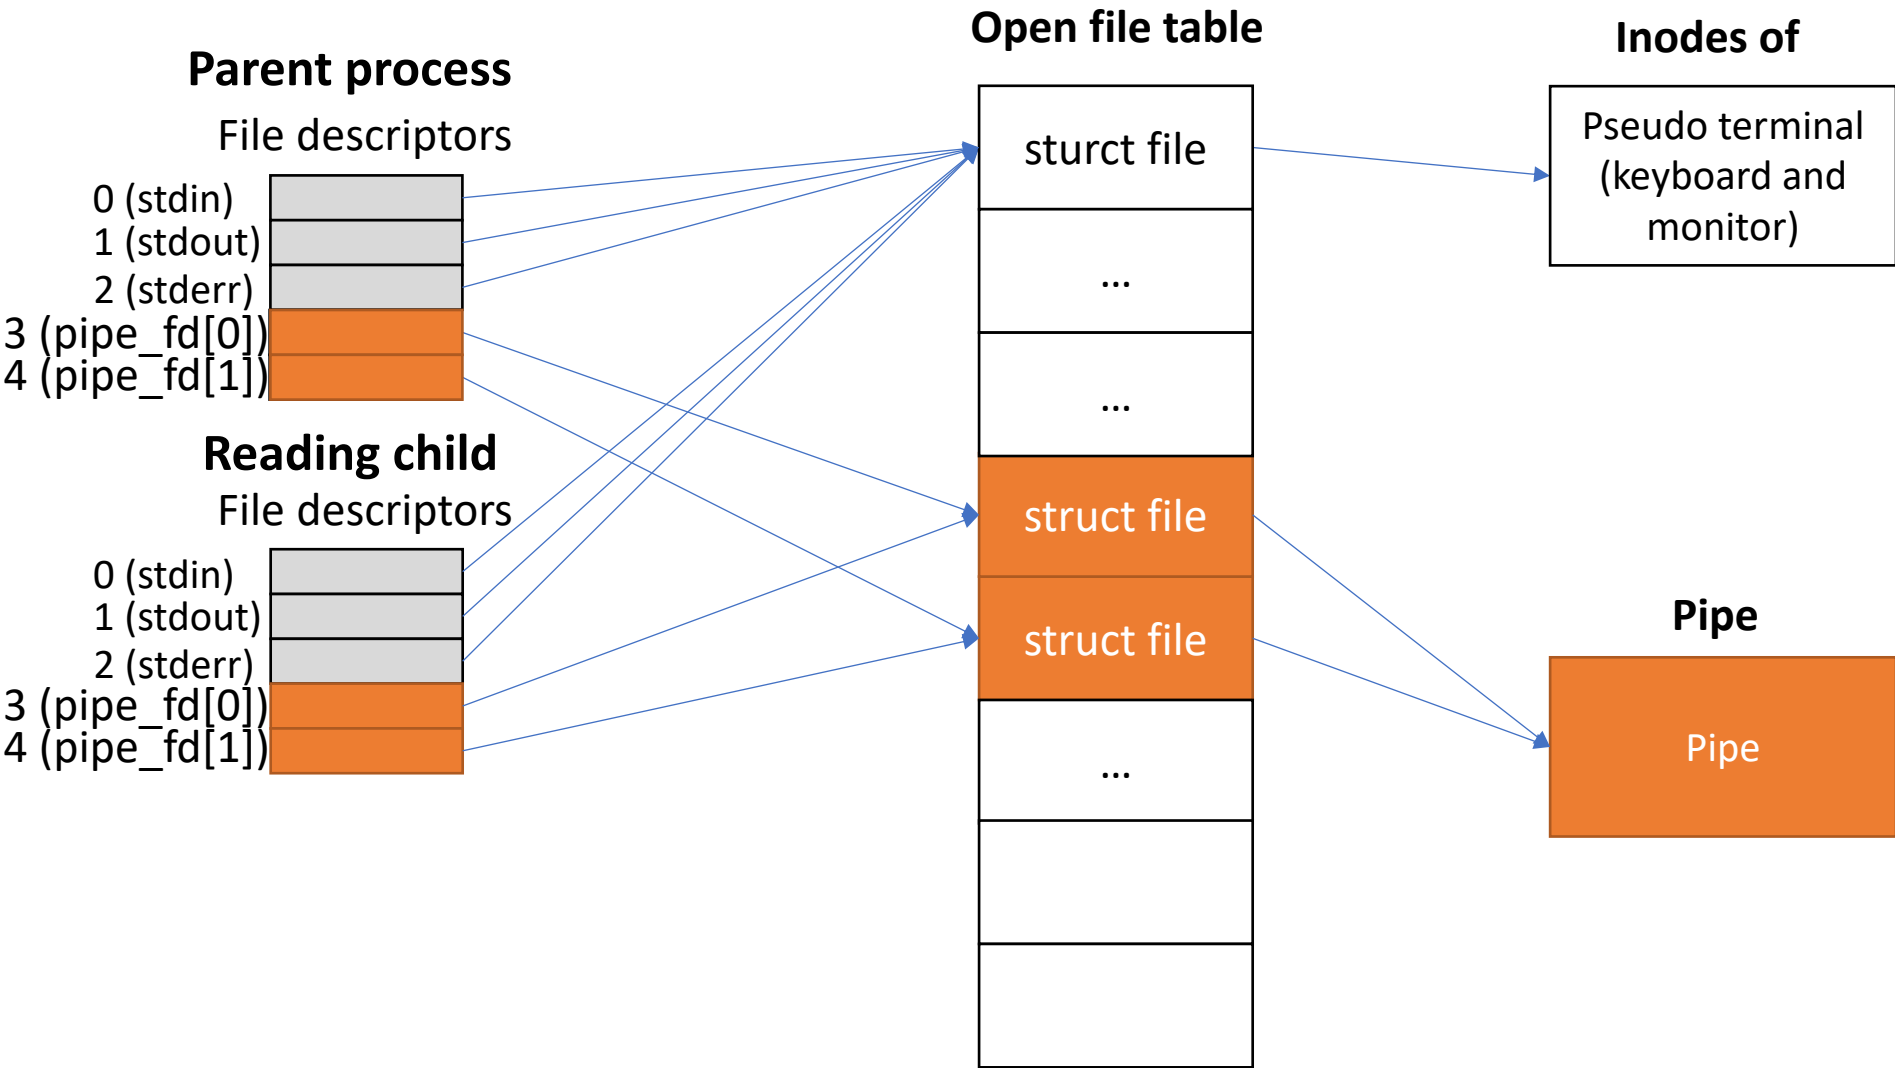 Parent process
File descriptors
0 (stdin)
1 (stdout)
2 (stderr)
3 (pipe_fd[0])
4 (pipe_fd[1])
Reading child
File descriptors
0 (stdin)
1 (stdout)
2 (stderr)
3 (pipe_fd[0])
4 (pipe_fd[1])
Open file table
sturct file
...
...
struct file
struct file
...
Inodes of
Pseudo terminal
(keyboard and
monitor)
Pipe
Pipe